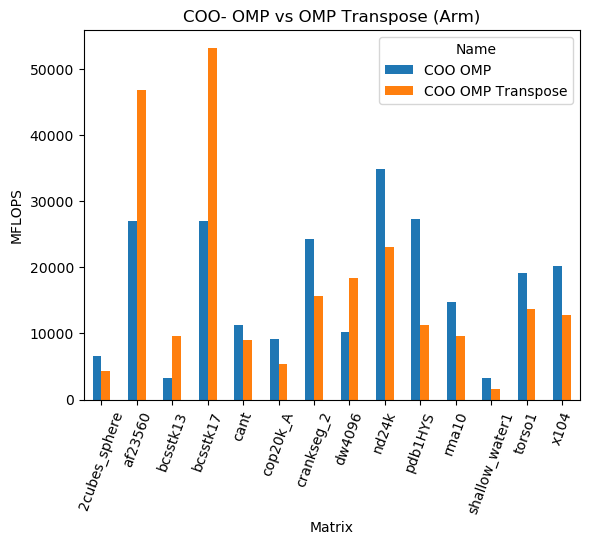 COO- OMP vs OMP Transpose (Arm)
Name
COO OMP
COO OMP Transpose
MFLOPS
50000
40000
30000
20000
10000
0
2cubes_sphere
af23560
bcsstk13
bcsstk17
cant
cop20k_A
crankseg_2
dw4096
nd24k
pdb1HYS
rma10
shallow_water1
torso1
x104
Matrix